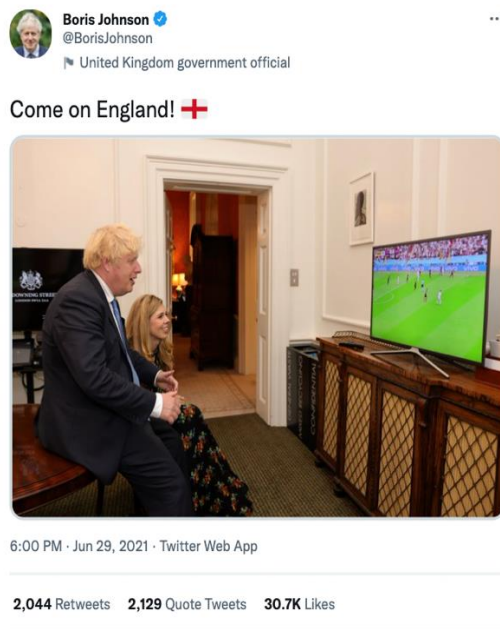 Boris Johnson
@BorisJohnson
United Kingdom government official
Come on England!
DOWNING STREET
6:00 PM · Jun 29, 2021 · Twitter Web App
2,044 Retweets 2,129 Quote Tweets 30.7K Likes